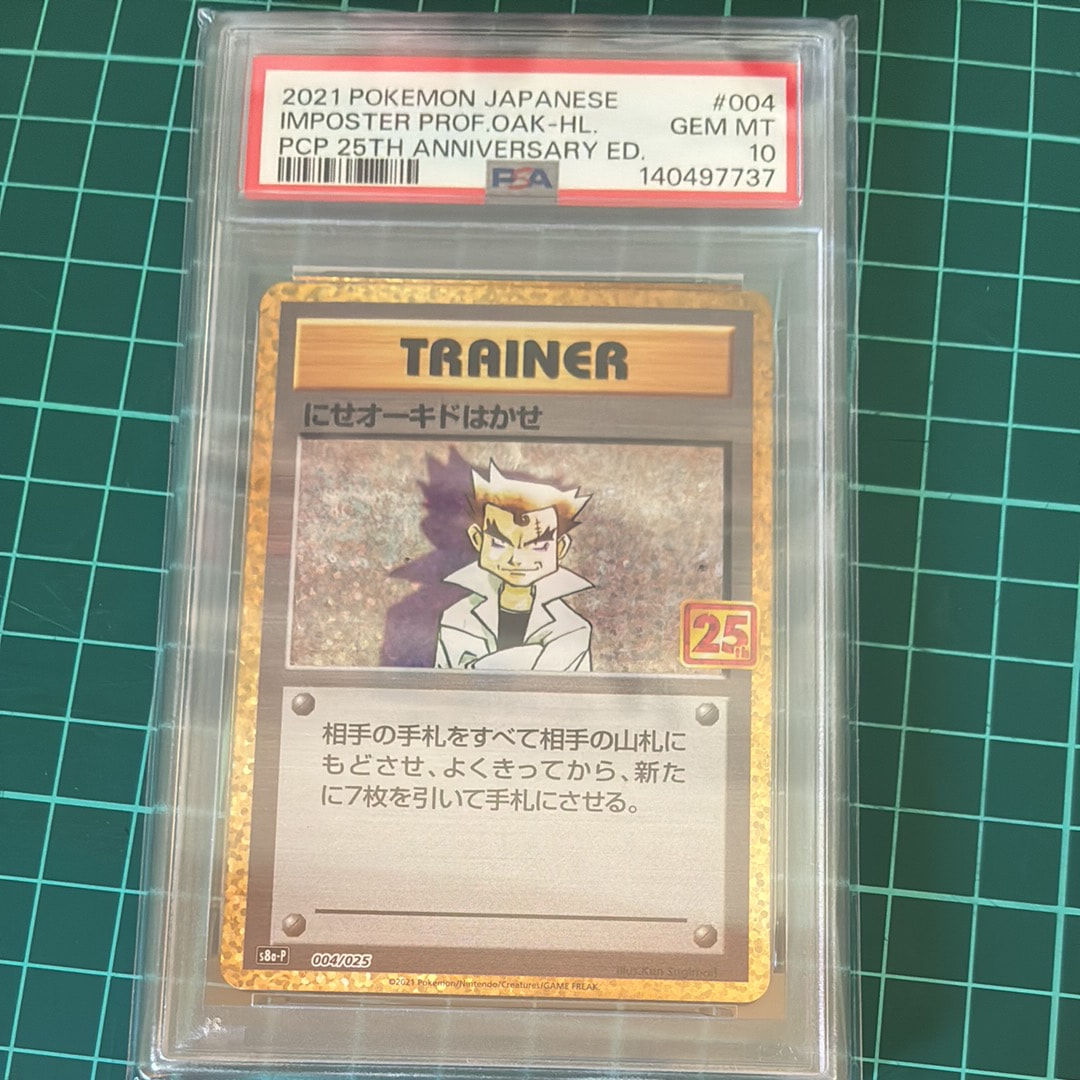 2021 POKEMON JAPANESE #004
IMPOSTER PROF.OAK-HL. GEM MT
PCP 25TH ANNIVERSARY ED. 10
PSA 140497737
TRAINER
にせオーキドはかせ
25th
相手の手札をすべて相手の山札に
もどさせ、よくきってから、新た
に7枚を引いて手札にさせる。
Illus. Ken Sugimori
s8a-P 004/025
©2021 Pokémon/Nintendo/Creatures/GAME FREAK